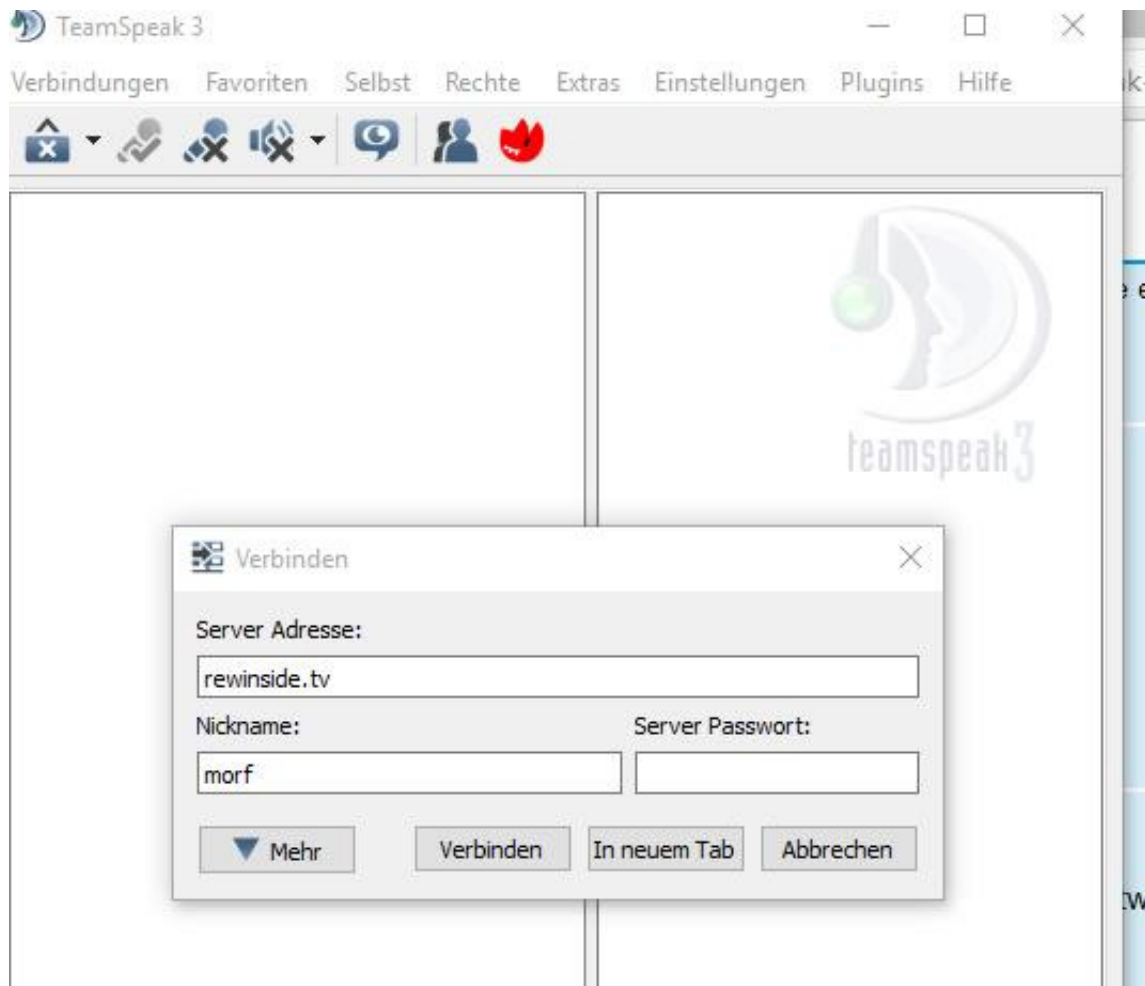 TeamSpeak 3
Verbindungen Favoriten Selbst Rechte Extras Einstellungen Plugins Hilfe
teamspeak 3
Verbinden
Server Adresse:
rewinside.tv
Nickname: Server Passwort:
morf
Mehr Verbinden In neuem Tab Abbrechen